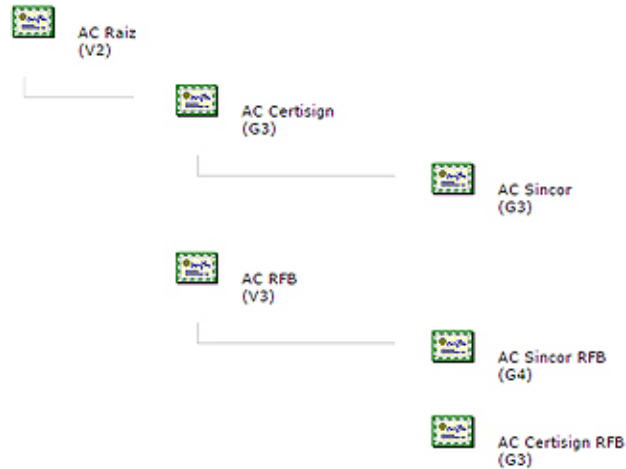 AC Raiz
(V2)
AC Certisign
(G3)
AC Sincor
(G3)
AC RFB
(V3)
AC Sincor RFB
(G4)
AC Certisign RFB
(G3)